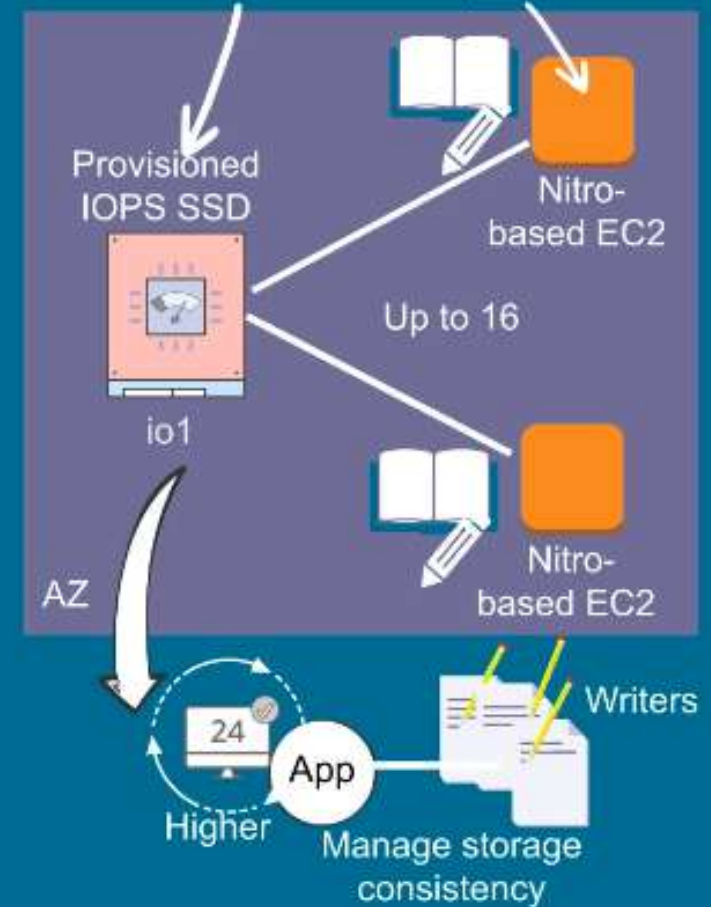 Provisioned
IOPS SSD
Nitro-
based EC2
Up to 16
io1
Nitro-
based EC2
AZ
Writers
24
App
Higher
Manage storage
consistency